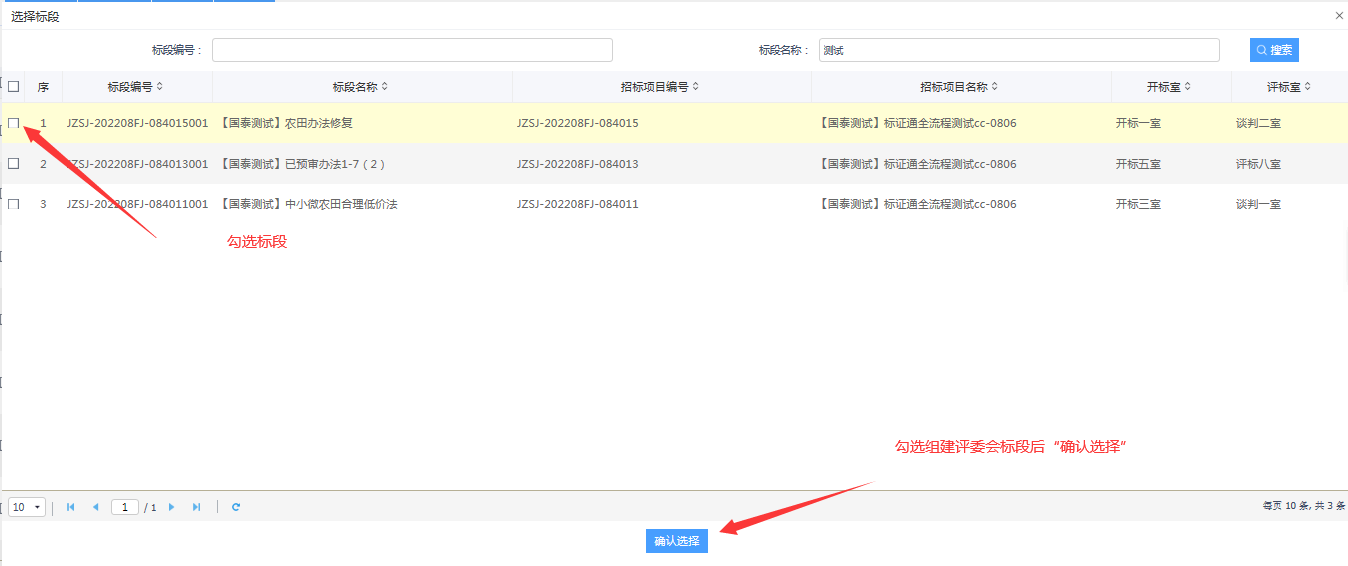 选择标段
标段编号： 标段名称： 测试 搜索
序 标段编号 标段名称 招标项目编号 招标项目名称 开标室 评标室
1 JZSJ-202208FJ-084015001 【国泰测试】农田办法修复 JZSJ-202208FJ-084015 【国泰测试】标证通全流程测试cc-0806 开标一室 谈判二室
2 JZSJ-202208FJ-084013001 【国泰测试】已预审办法1-7（2） JZSJ-202208FJ-084013 【国泰测试】标证通全流程测试cc-0806 开标五室 评标八室
3 JZSJ-202208FJ-084011001 【国泰测试】中小微农田合理低价法 JZSJ-202208FJ-084011 【国泰测试】标证通全流程测试cc-0806 开标三室 谈判一室
勾选标段
勾选组建评委会标段后“确认选择”
10 1 / 1 每页 10 条, 共 3 条
确认选择